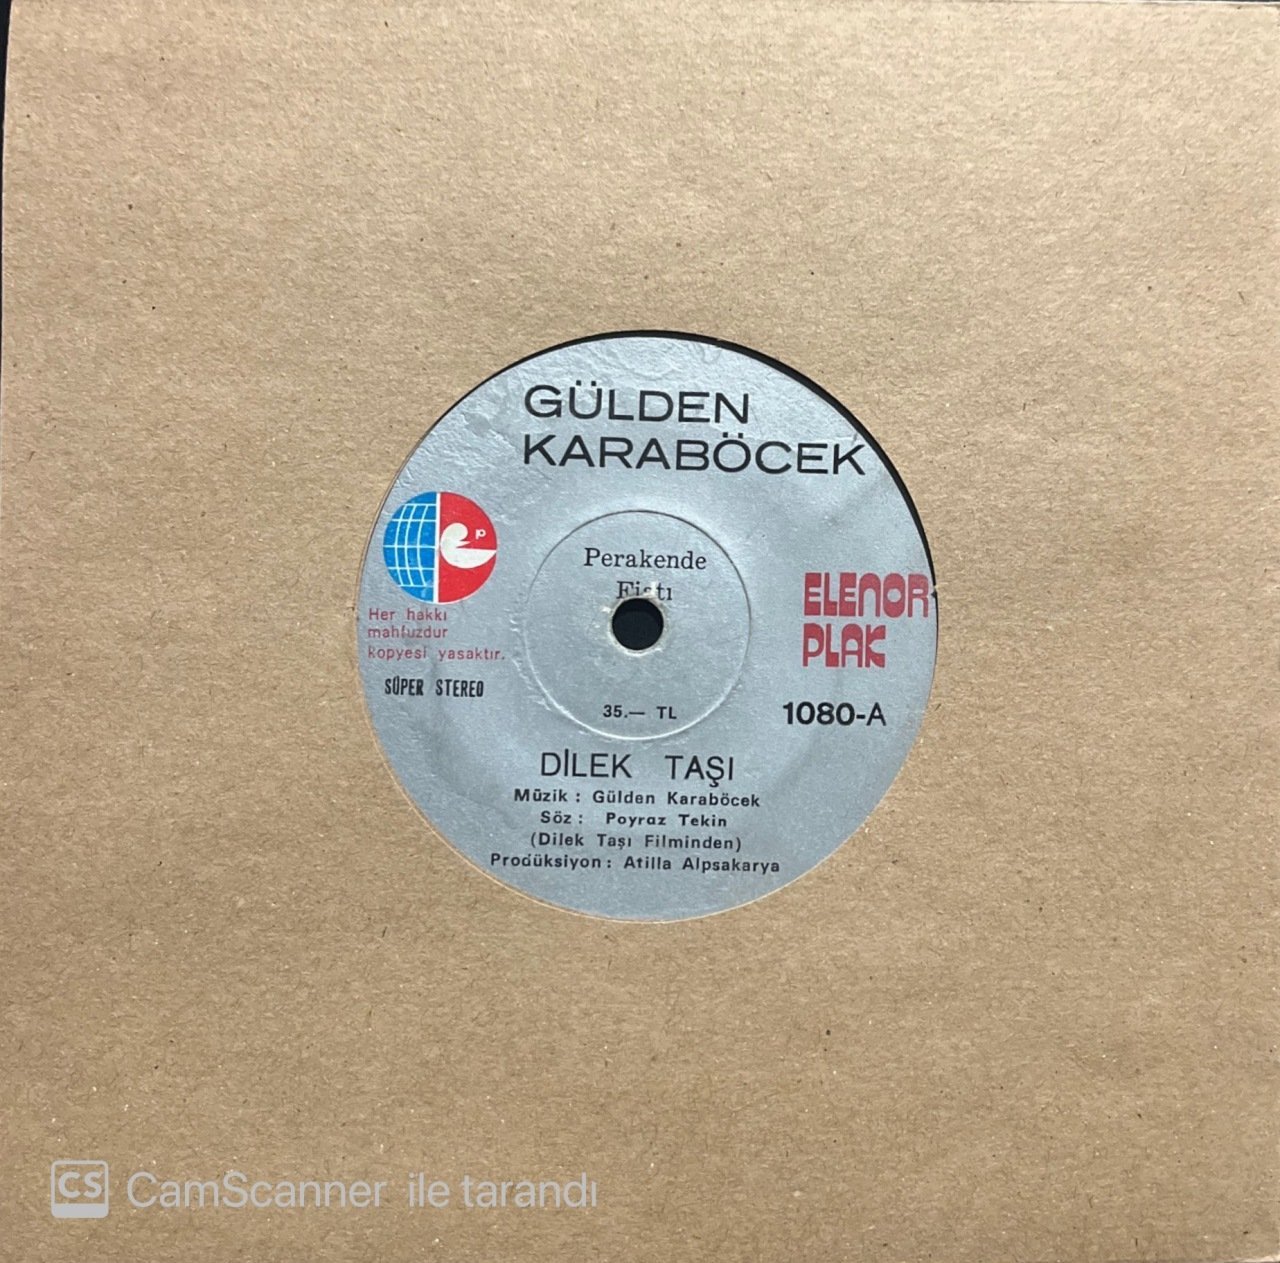 GÜLDEN
KARABÖCEK
Perakende
Fiatı
P
Her hakkı
mahfuzdur
kopyesi yasaktır.
SÜPER STEREO
ELENOR
PLAK
1080-A
35.— TL
DİLEK TAŞI
Müzik : Gülden Karaböcek
Söz : Poyraz Tekin
(Dilek Taşı Filminden)
Prodüksiyon : Atilla Alpsakarya
CS CamScanner ile tarandı